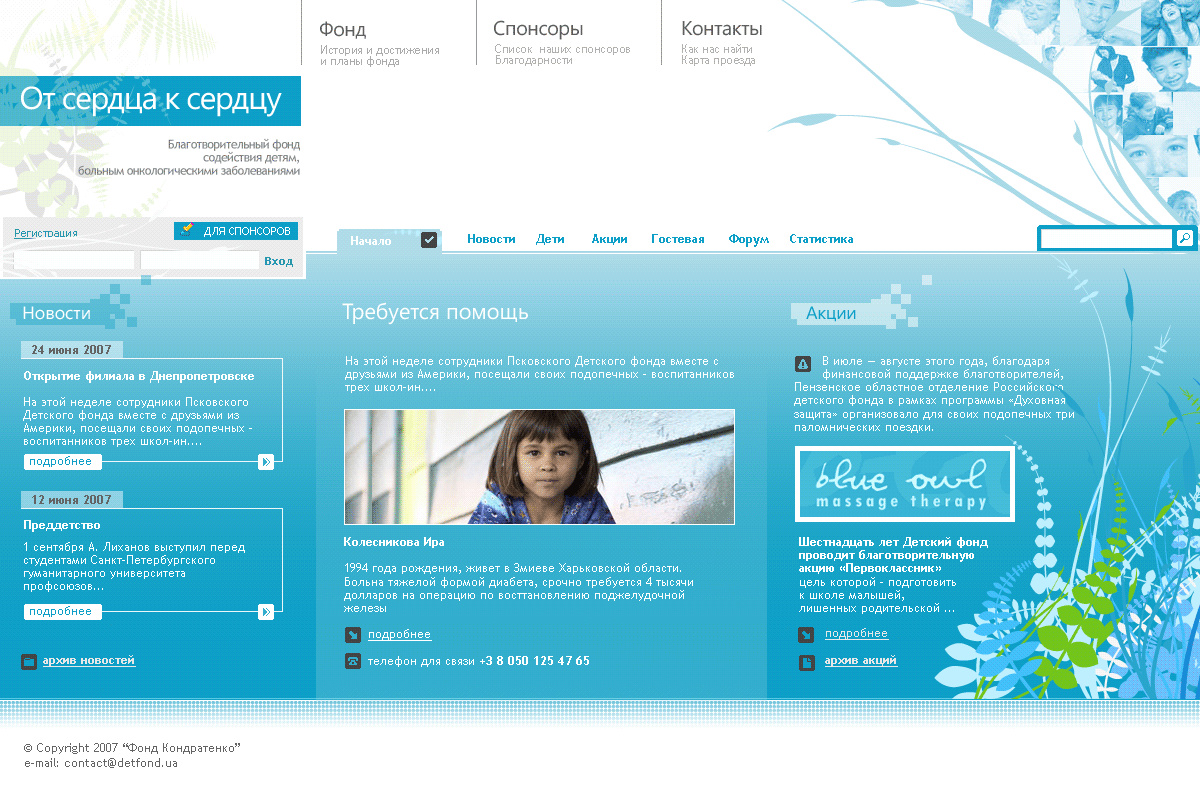 Фонд
История и достижения
и планы фонда
Спонсоры
Список наших спонсоров
Благодарности
Контакты
Как нас найти
Карта проезда
От сердца к сердцу
Благотворительный фонд
содействия детям,
больным онкологическими заболеваниями
Регистрация
ДЛЯ СПОНСОРОВ
Вход
Начало
Новости
Дети
Акции
Гостевая
Форум
Статистика
Новости
24 июня 2007
Открытие филиала в Днепропетровске
На этой неделе сотрудники Псковского
Детского фонда вместе с друзьями из
Америки, посещали своих подопечных -
воспитанников трех школ-ин....
подробнее
12 июня 2007
Преддетство
1 сентября А. Лиханов выступил перед
студентами Санкт-Петербургского
гуманитарного университета
профсоюзов...
подробнее
архив новостей
Требуется помощь
На этой неделе сотрудники Псковского Детского фонда вместе с
друзьями из Америки, посещали своих подопечных - воспитанников
трех школ-ин....
Колесникова Ира
1994 года рождения, живет в Змиеве Харьковской области.
Больна тяжелой формой диабета, срочно требуется 4 тысячи
долларов на операцию по востановлению поджелудочной
железы
подробнее
телефон для связи +3 8 050 125 47 65
Акции
В июле – августе этого года, благодаря
финансовой поддержке благотворителей,
Пензенское областное отделение Российского
детского фонда в рамках программы «Духовная
защита» организовало для своих подопечных три
паломнических поездки.
blue owl
massage therapy
Шестнадцать лет Детский фонд
проводит благотворительную
акцию «Первоклассник»
цель которой - подготовить
к школе малышей,
лишенных родительской ...
подробнее
архив акций
© Copyright 2007 “Фонд Кондратенко”
e-mail: contact@detfond.ua